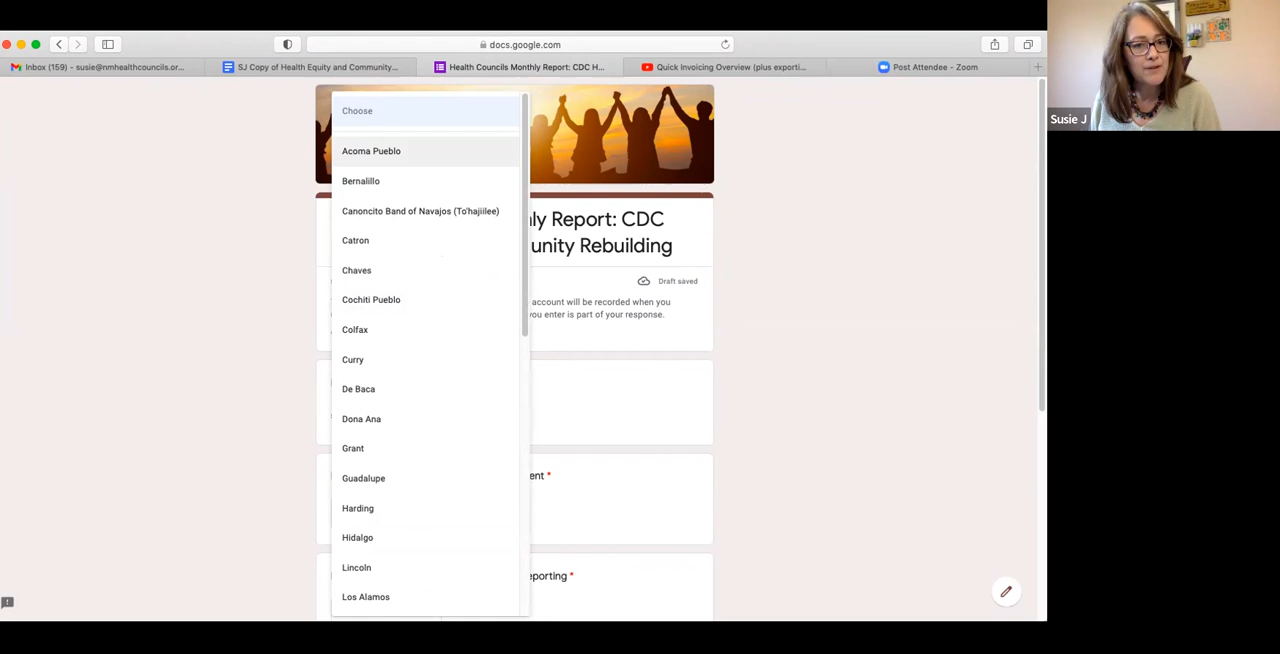 docs.google.com
Inbox (159) - susie@nmhealthcouncils.or...
SJ Copy of Health Equity and Community...
Health Councils Monthly Report: CDC H...
Quick Invoicing Overview (plus exporti...
Post Attendee - Zoom
Susie J
Choose
Acoma Pueblo
Bernalillo
Canoncito Band of Navajos (To'hajiilee)
Catron
Chaves
Cochiti Pueblo
Colfax
Curry
De Baca
Dona Ana
Grant
Guadalupe
Harding
Hidalgo
Lincoln
Los Alamos
nly Report: CDC
unity Rebuilding
Draft saved
account will be recorded when you
you enter is part of your response.
ent *
eporting *